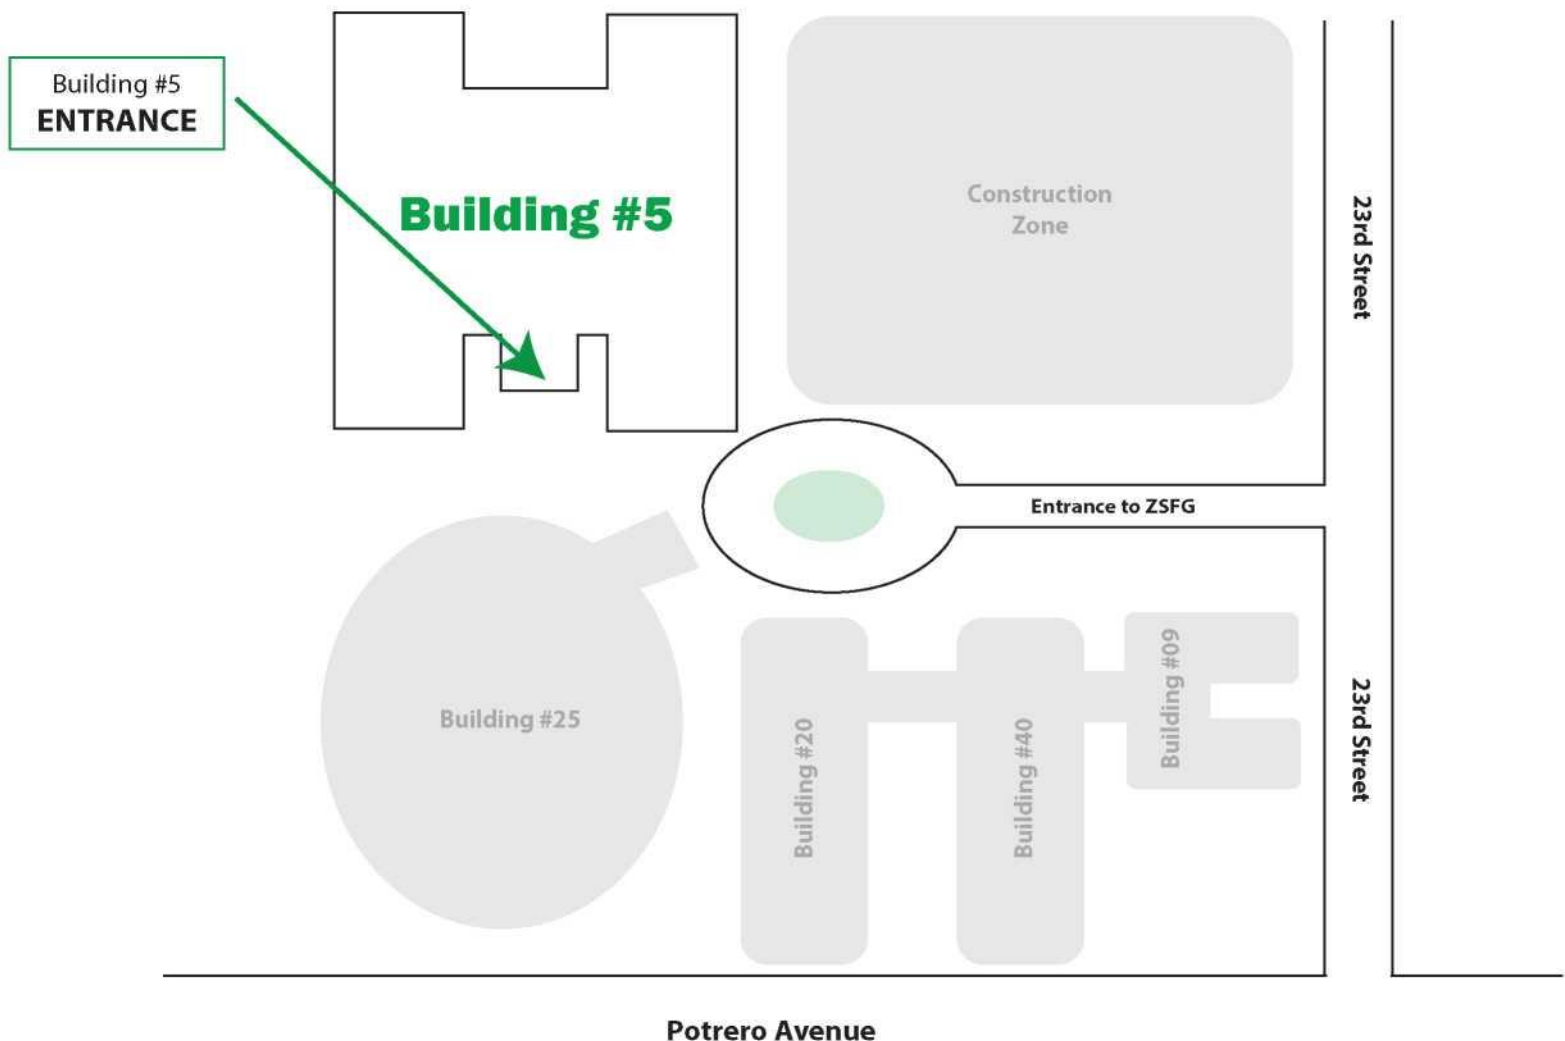 Building #5
ENTRANCE
Building #5
Construction
Zone
23rd Street
Entrance to ZSFG
Building #25
Building #20
Building #40
Building #09
23rd Street
Potrero Avenue